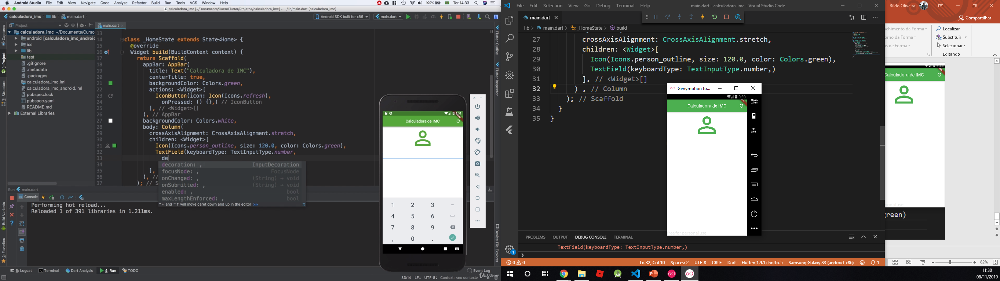 Android Studio File Edit View Navigate Code Analyze Refactor Build Run Tools VCS Window Help 100% Ter 14:33
calculadora_imc [~/Documents/CursoFlutter/Projetos/calculadora_imc] - .../lib/main.dart [calculadora_imc]
calculadora_imc lib main.dart Android SDK built for x86 main.dart
Project main.dart
calculadora_imc ~/Documents/Curso
android [calculadora_imc_android
ios
lib
test
.gitignore
.metadata
.packages
calculadora_imc.iml
calculadora_imc_android.iml
pubspec.lock
pubspec.yaml
README.md
External Libraries
Captures
1: Project
Z: Structure
Build Variants
2: Favorites
13
14 class _HomeState extends State<Home> {
15 @override
16 Widget build(BuildContext context) {
17 return Scaffold(
18 appBar: AppBar(
19 title: Text("Calculadora de IMC"),
20 centerTitle: true,
21 backgroundColor: Colors.green,
22 actions: <Widget>[
23 IconButton(icon: Icon(Icons.refresh),
24 onPressed: () {},) // IconButton
25 ], // <Widget>[]
26 ), // AppBar
27 backgroundColor: Colors.white,
28 body: Column(
29 crossAxisAlignment: CrossAxisAlignment.stretch,
30 children: <Widget>[
31 Icon(Icons.person_outline, size: 120.0, color: Colors.green),
32 TextField(keyboardType: TextInputType.number,
33 de
34
35 ],
36 ), //
37 ); // S
decoration: , InputDecoration
focusNode: , FocusNode
onChanged: , (String) → void
onSubmitted: , (String) → void
enabled: , bool
maxLengthEnforced: , bool
^↓ and ^↑ will move caret down and up in the editor >> π
Flutter Outline
Flutter Inspector
Device File Explorer
Run main.dart
Console
Performing hot reload...
Reloaded 1 of 391 libraries in 1.211ms.
Calculadora de IMC
1 2 3 -
4 5 6
7 8 9
, 0 .
6: Logcat Terminal Dart Analysis 4: Run TODO Event Log
33:14 LF÷ UTF-8÷ Context: <no context>
Udemy
File Edit Selection View Go Debug Terminal Help main.dart - calculadora_imc - Visual Studio Code
main.dart
lib > main.dart > _HomeState > build
27 crossAxisAlignment: CrossAxisAlignment.stretch,
28 children: <Widget>[
29 Icon(Icons.person_outline, size: 120.0, color: Colors.green),
30 TextField(keyboardType: TextInputType.number,)
31 ], // <Widget>[]
32 ) , // Column
33 ); // Scaffold
34 }
35 }
Genymotion fo...
9:30
Calculadora de IMC
free for personal use
Open GAPPS
GPS
PROBLEMS OUTPUT DEBUG CONSOLE TERMINAL
TextField(keyboardType: TextInputType.number,)
0 0 Ln 32, Col 10 Spaces: 2 UTF-8 CRLF Dart Flutter: 1.9.1+hotfix.5 Samsung Galaxy S3 (android-x86) 1
1
Rildo Oliveira
Compartilhar
chimento da Forma
orno da Forma
os de Forma
Localizar
Substituir
Selecionar
Editando
9:25
Calculadora de IMC
green)
82%
11:30
08/11/2019